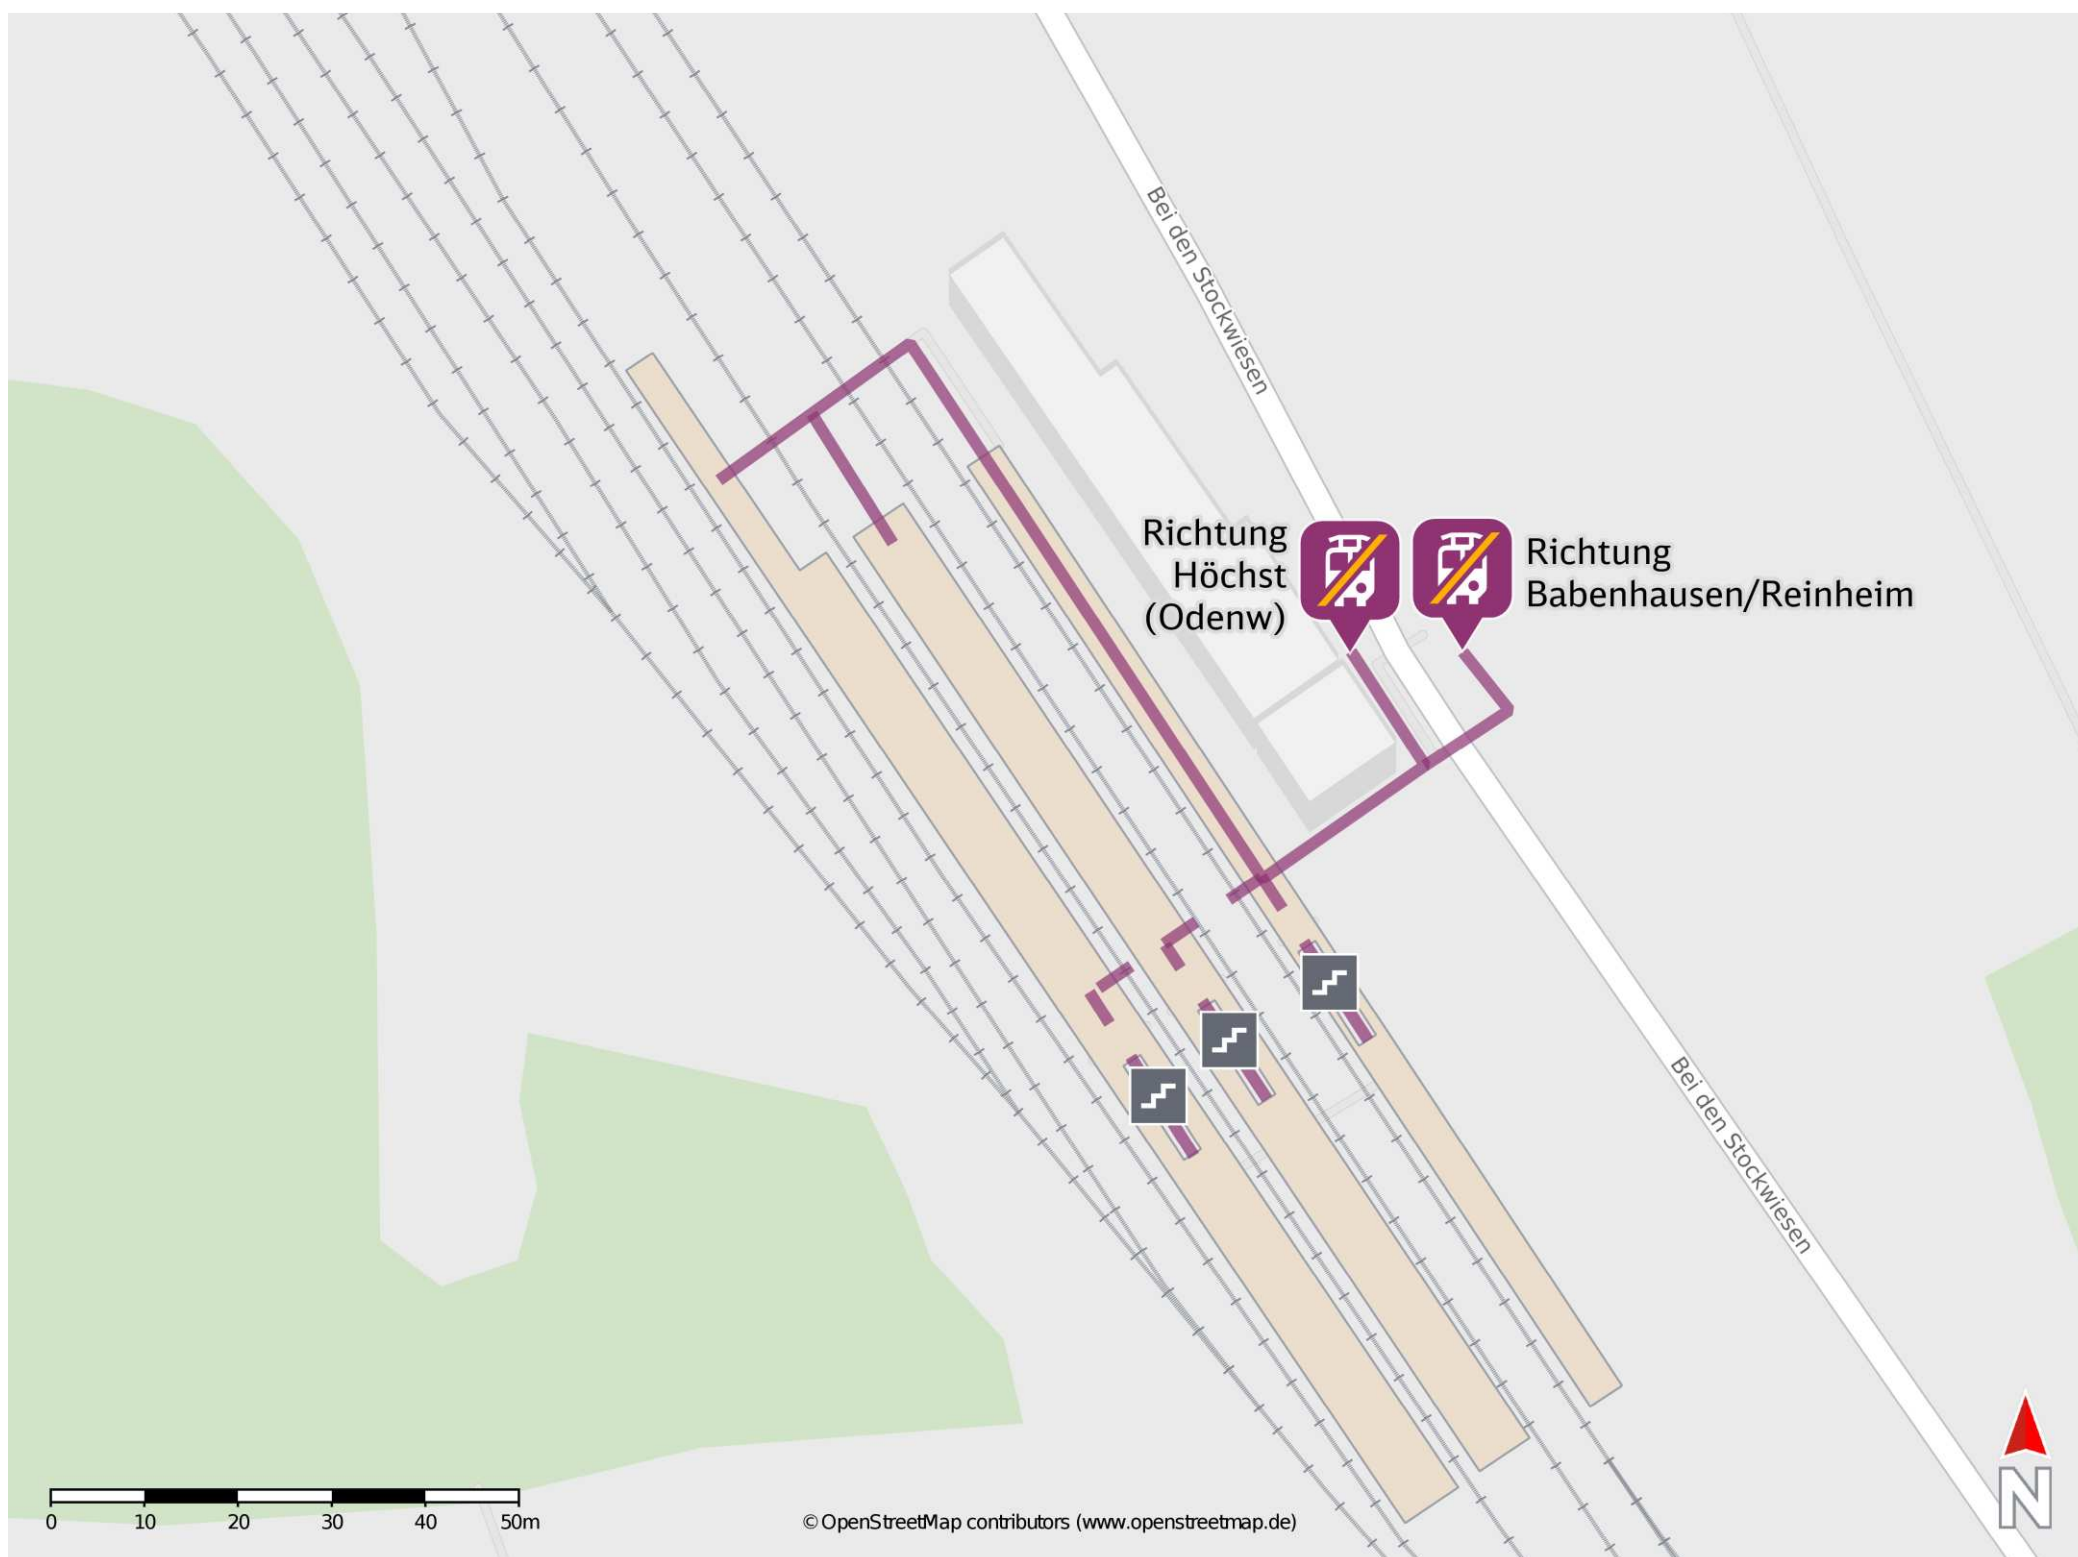 Bei den Stockwiesen
Richtung
Höchst
(Odenw)
Richtung
Babenhausen/Reinheim
Bei den Stockwiesen
0 10 20 30 40 50m
© OpenStreetMap contributors (www.openstreetmap.de)
N